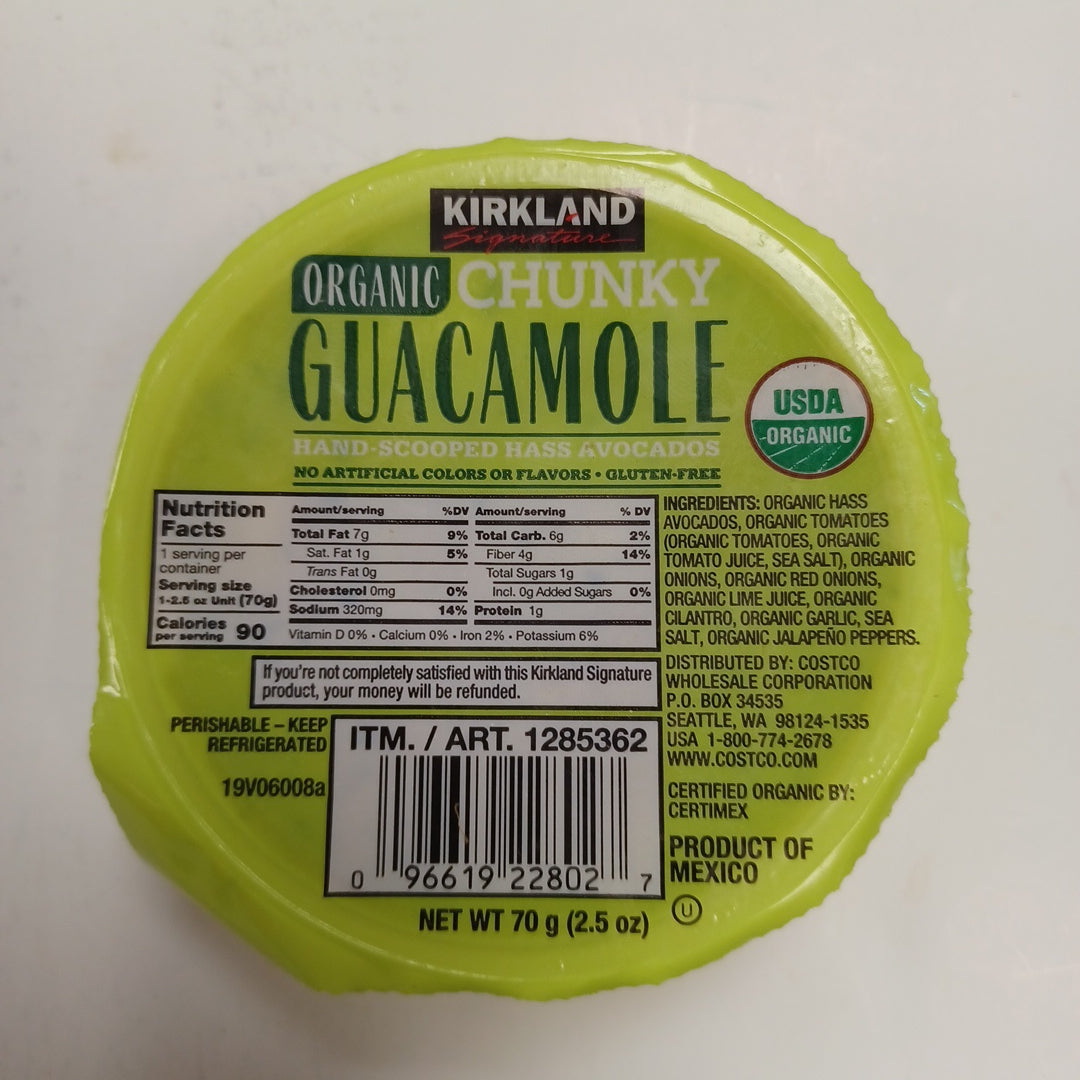 KIRKLAND
Signature
ORGANIC CHUNKY
GUACAMOLE
HAND-SCOOPED HASS AVOCADOS
NO ARTIFICIAL COLORS OR FLAVORS • GLUTEN-FREE
USDA
ORGANIC
Nutrition
Facts
1 serving per
container
Serving size
1-2.5 oz Unit (70g)
Calories
per serving 90
Amount/serving %DV
Total Fat 7g 9%
Sat. Fat 1g 5%
Trans Fat 0g
Cholesterol 0mg 0%
Sodium 320mg 14%
Amount/serving % DV
Total Carb. 6g 2%
Fiber 4g 14%
Total Sugars 1g
Incl. 0g Added Sugars 0%
Protein 1g
Vitamin D 0% • Calcium 0% • Iron 2% • Potassium 6%
INGREDIENTS: ORGANIC HASS
AVOCADOS, ORGANIC TOMATOES
(ORGANIC TOMATOES, ORGANIC
TOMATO JUICE, SEA SALT), ORGANIC
ONIONS, ORGANIC RED ONIONS,
ORGANIC LIME JUICE, ORGANIC
CILANTRO, ORGANIC GARLIC, SEA
SALT, ORGANIC JALAPEÑO PEPPERS.
If you're not completely satisfied with this Kirkland Signature
product, your money will be refunded.
DISTRIBUTED BY: COSTCO
WHOLESALE CORPORATION
P.O. BOX 34535
SEATTLE, WA 98124-1535
USA 1-800-774-2678
WWW.COSTCO.COM
PERISHABLE – KEEP
REFRIGERATED
19V06008a
ITM. / ART. 1285362
0 96619 22802 7
CERTIFIED ORGANIC BY:
CERTIMEX
PRODUCT OF
MEXICO
U
NET WT 70 g (2.5 oz)